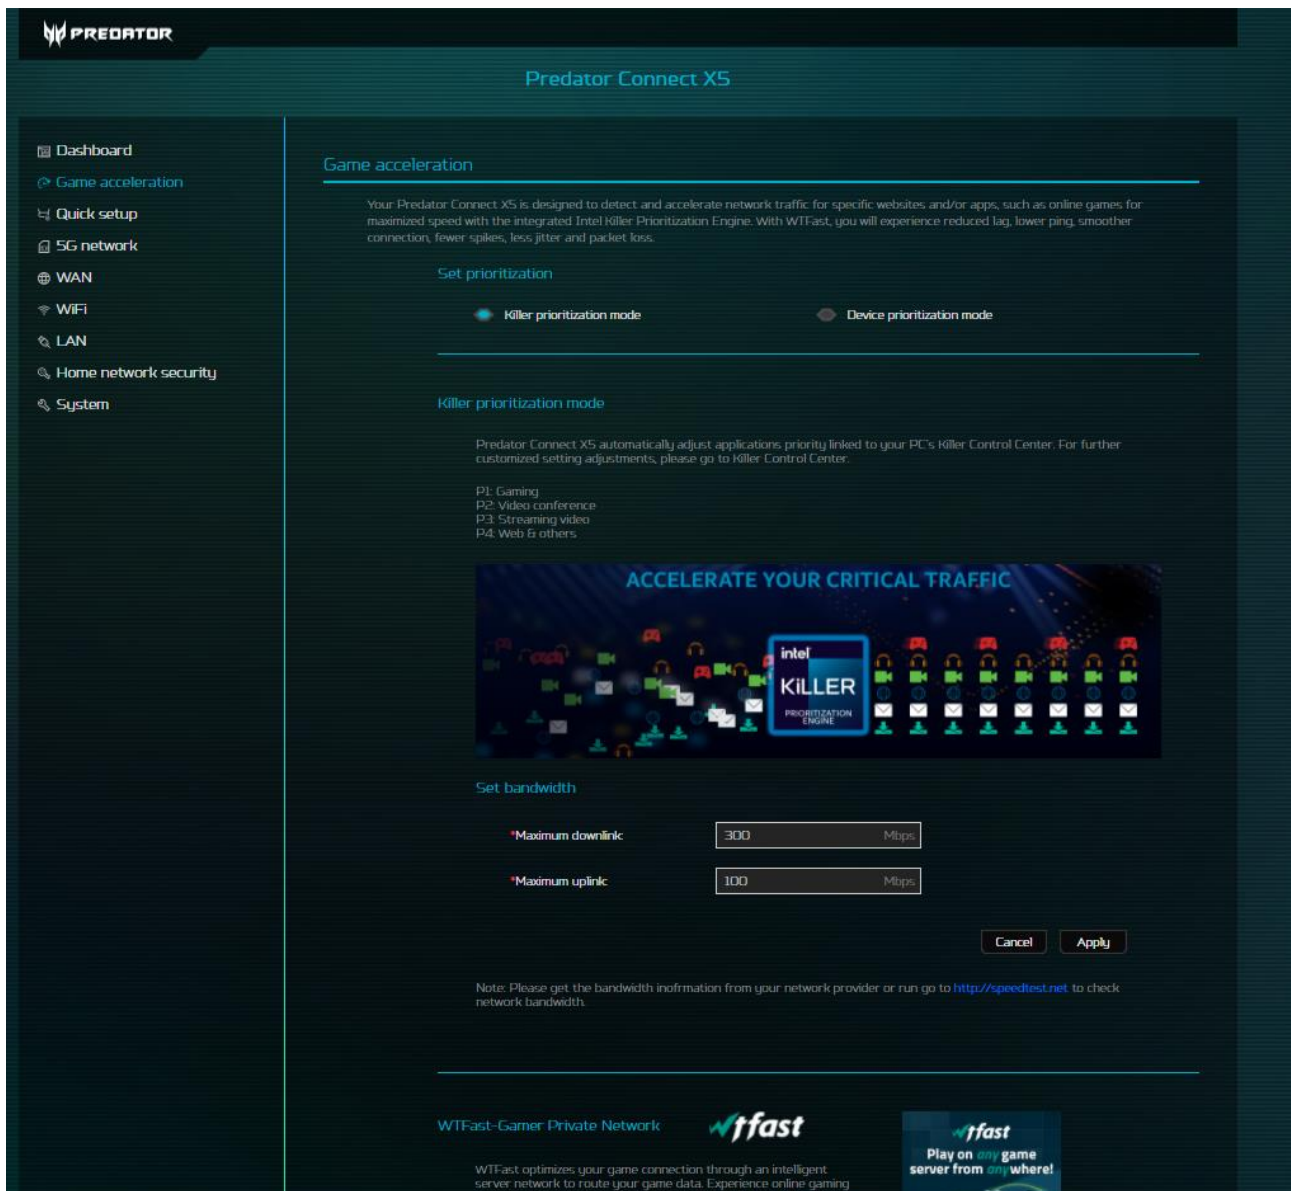 PREDATOR
Predator Connect X5
Dashboard
Game acceleration
Quick setup
5G network
WAN
WiFi
LAN
Home network security
System
Game acceleration
Your Predator Connect X5 is designed to detect and accelerate network traffic for specific websites and/or apps, such as online games for
maximized speed with the integrated Intel Killer Prioritization Engine. With WTFast, you will experience reduced lag, lower ping, smoother
connection, fewer spikes, less jitter and packet loss.
Set prioritization
Killer prioritization mode
Device prioritization mode
Killer prioritization mode
Predator Connect X5 automatically adjust applications priority linked to your PC's Killer Control Center. For further
customized setting adjustments, please go to Killer Control Center.
P1: Gaming
P2: Video conference
P3: Streaming video
P4: Web & others
ACCELERATE YOUR CRITICAL TRAFFIC
intel
KiLLER
PRIORITIZATION
ENGINE
Set bandwidth
*Maximum downlink: 300 Mbps
*Maximum uplink: 100 Mbps
Cancel Apply
Note: Please get the bandwidth inofrmation from your network provider or run go to http://speedtest.net to check
network bandwidth.
WTFast-Gamer Private Network
wtfast
WTFast optimizes your game connection through an intelligent
server network to route your game data. Experience online gaming
wtfast
Play on any game
server from anywhere!